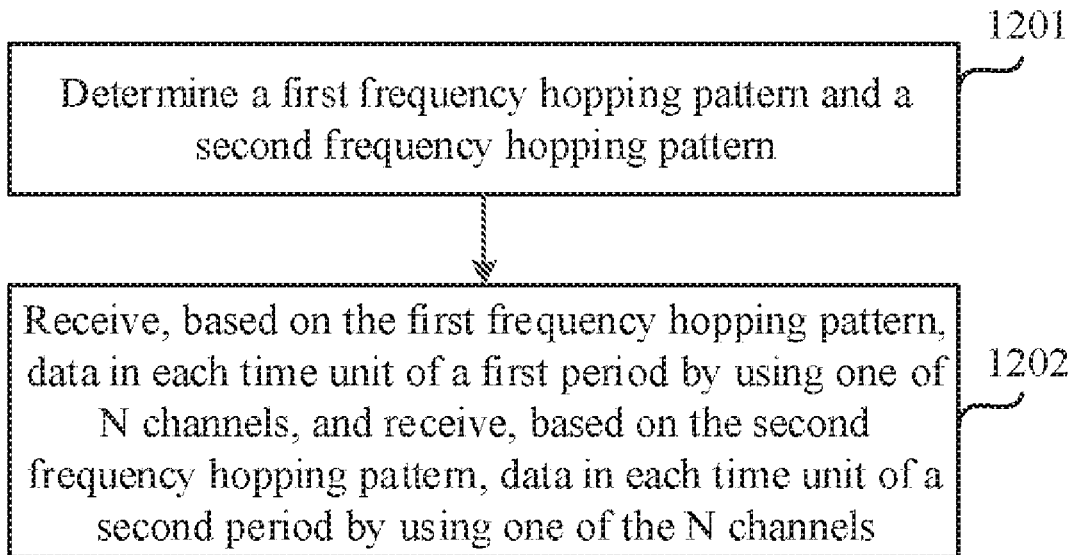 1201
Determine a first frequency hopping pattern and a
second frequency hopping pattern
Receive, based on the first frequency hopping pattern,
data in each time unit of a first period by using one of
1202
N channels, and receive, based on the second
frequency hopping pattern, data in each time unit of a
second period by using one of the N channels